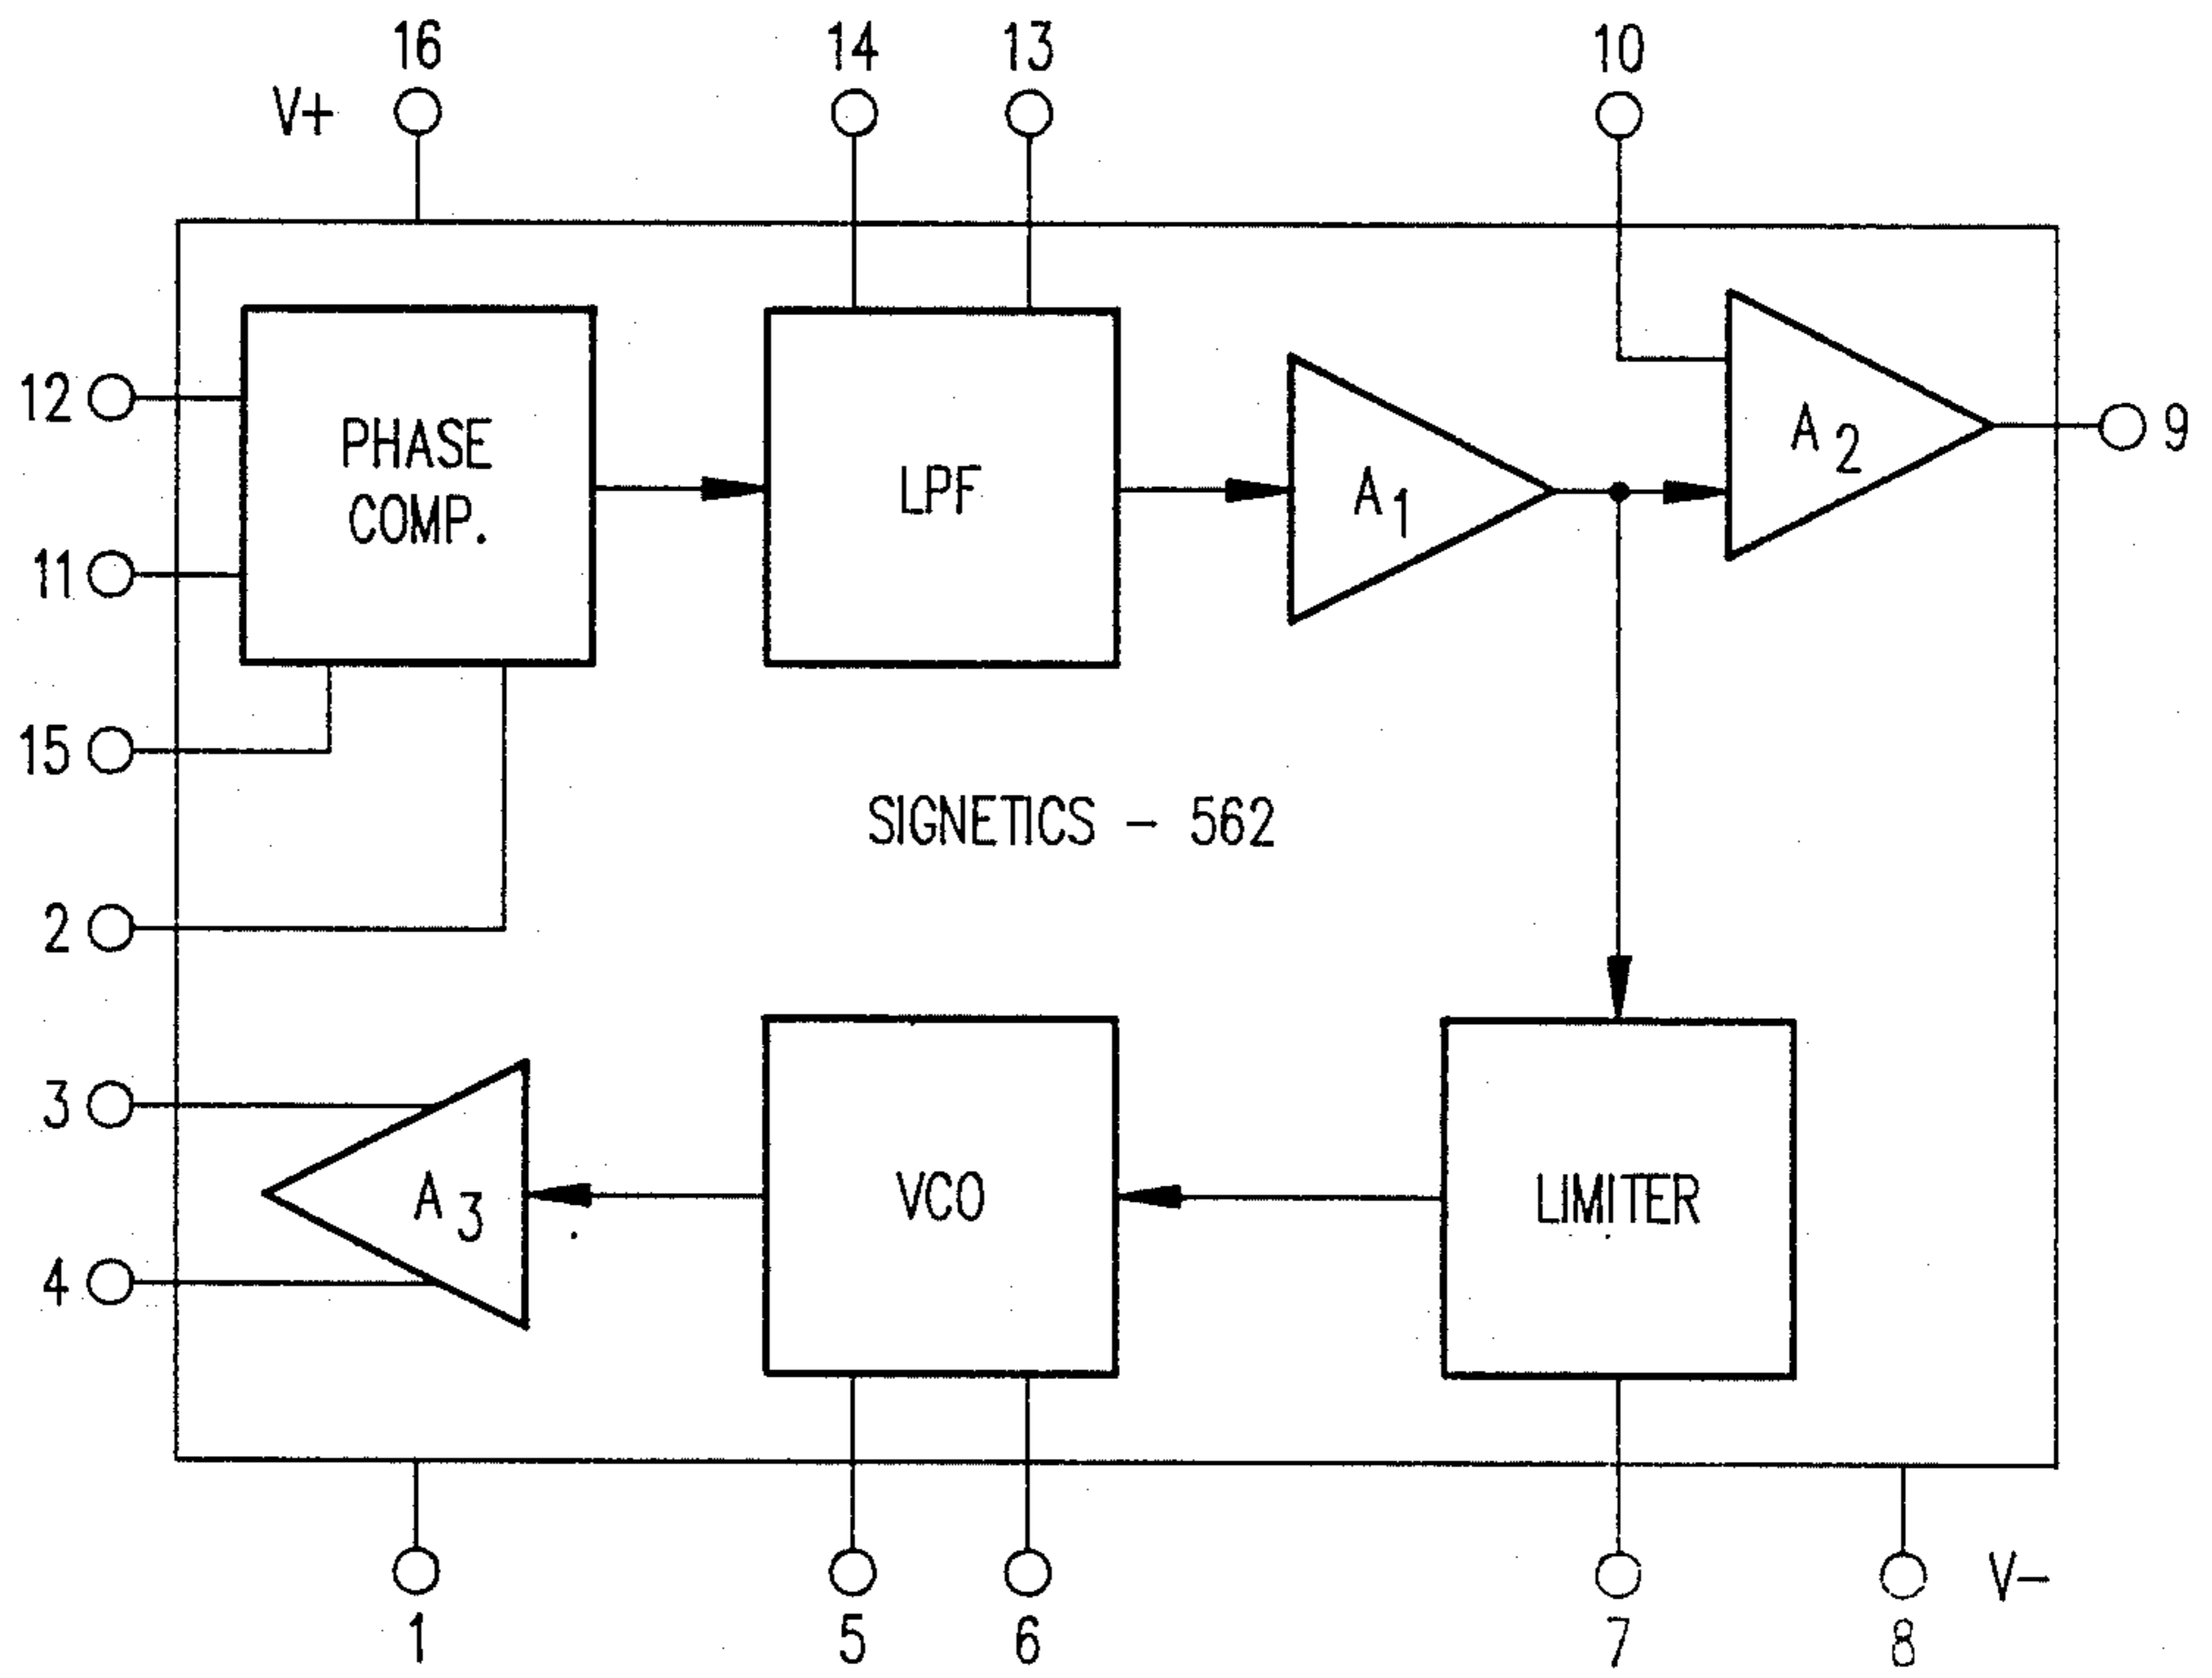 16
14
13
10
V+
12
PHASE
COMP.
LPF
A1
A2
9
11
15
SIGNETICS - 562
2
3
A3
VCO
LIMITER
4
1
5
6
7
8
V-